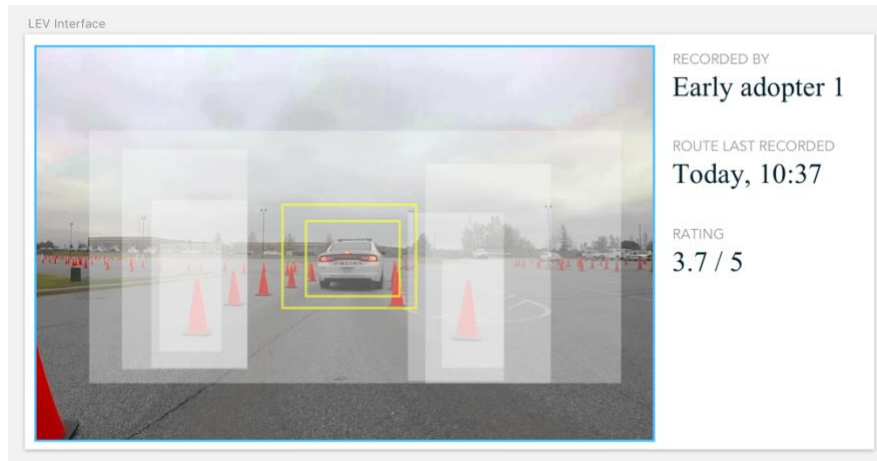 LEV Interface
RECORDED BY
Early adopter 1
ROUTE LAST RECORDED
Today, 10:37
RATING
3.7 / 5